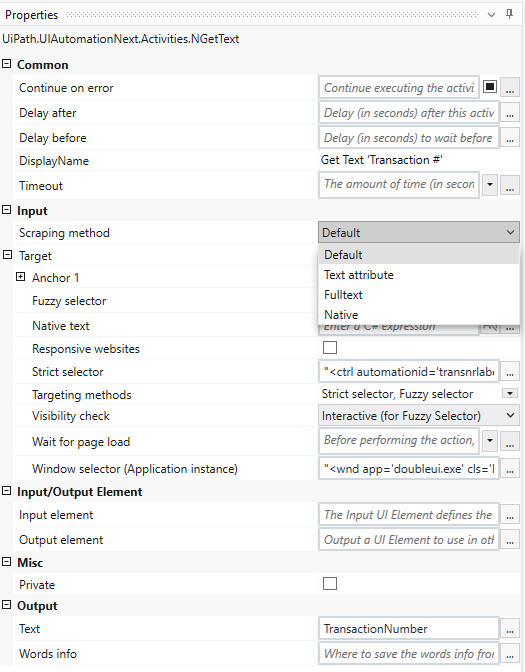 Properties
UiPath.UIAutomationNext.Activities.NGetText
Common
Continue on error Continue executing the activi ...
Delay after Delay (in seconds) after this activ ...
Delay before Delay (in seconds) to wait before ...
DisplayName Get Text 'Transaction #'
Timeout The amount of time (in secon ...
Input
Scraping method Default
Default
Text attribute
Fulltext
Native
Target
Anchor 1
Fuzzy selector
Native text Enter a C# expression ...
Responsive websites
Strict selector "<ctrl automationid='transnrlabe ...
Targeting methods Strict selector, Fuzzy selector
Visibility check Interactive (for Fuzzy Selector)
Wait for page load Before performing the action, ...
Window selector (Application instance) "<wnd app='doubleui.exe' cls= ...
Input/Output Element
Input element The Input UI Element defines the ...
Output element Output a UI Element to use in oth ...
Misc
Private
Output
Text TransactionNumber ...
Words info Where to save the words info from ...